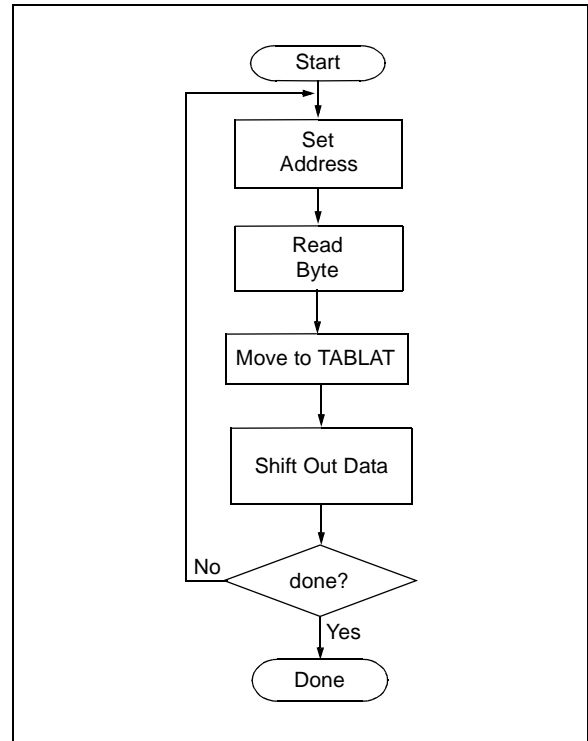 Start
Set
Address
Read
Byte
Move to TABLAT
Shift Out Data
done?
No
Yes
Done